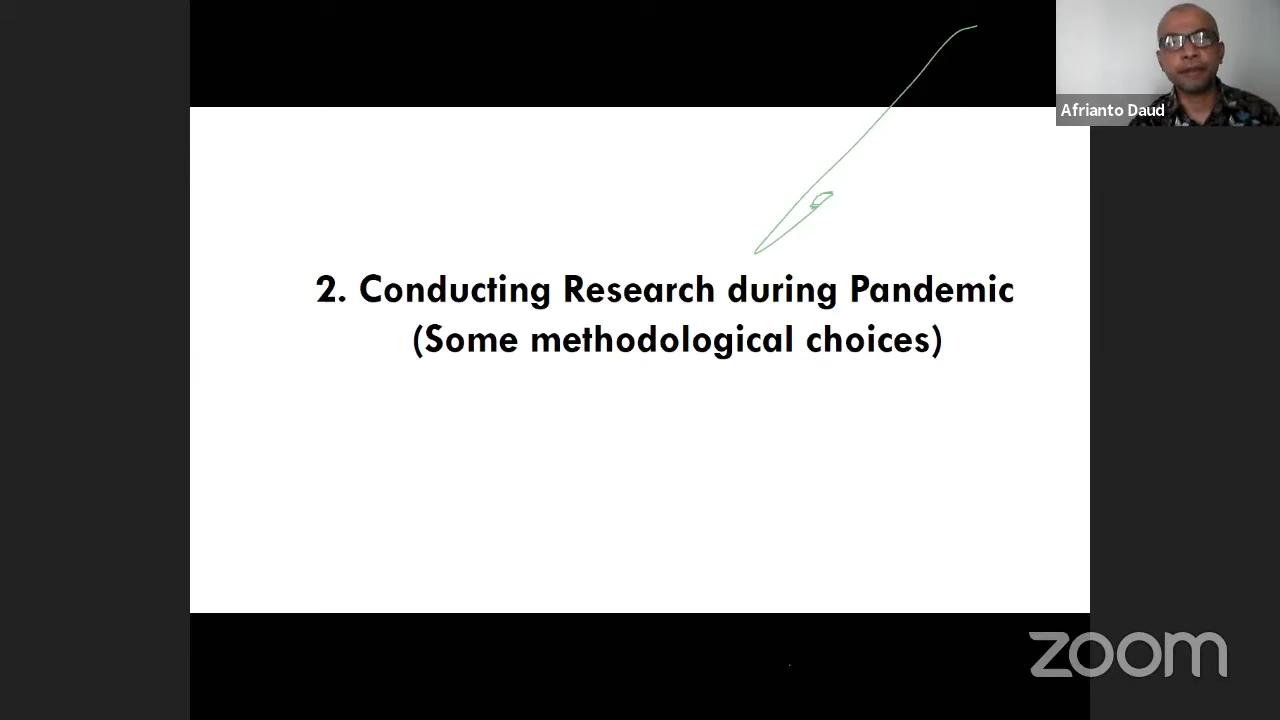 Afrianto Daud
2. Conducting Research during Pandemic
(Some methodological choices)
zoom